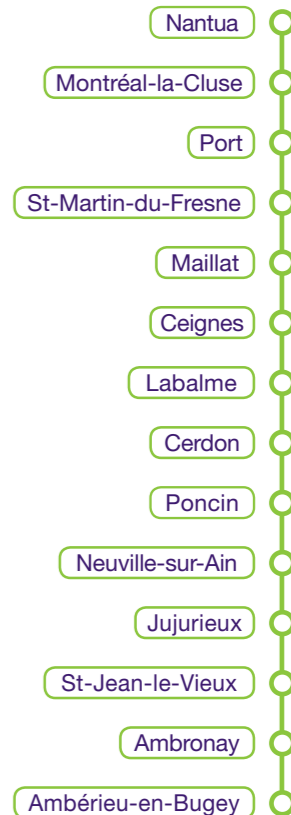 Nantua
Montréal-la-Cluse
Port
St-Martin-du-Fresne
Maillat
Ceignes
Labalme
Cerdon
Poncin
Neuville-sur-Ain
Jujurieux
St-Jean-le-Vieux
Ambronay
Ambérieu-en-Bugey